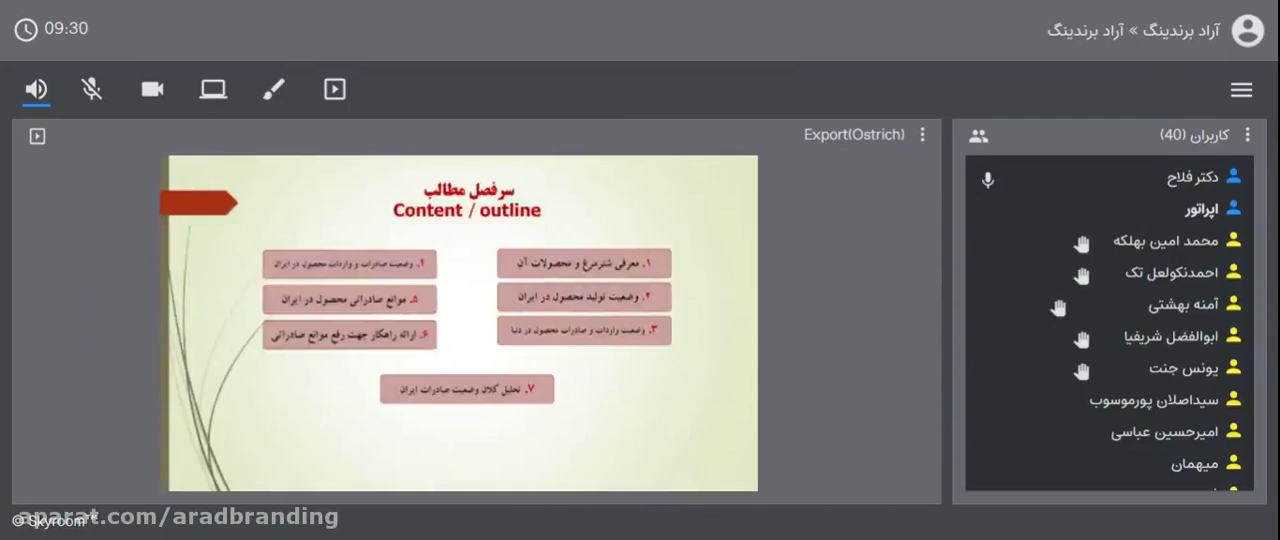 09:30
آراد برندینگ » آراد برندینگ
Export(Ostrich)
سرفصل مطالب
Content / outline
۱. معرفی شترمرغ و محصولات آن
۲. وضعیت تولید محصول در ایران
۳. وضعیت واردات و صادرات محصول در دنیا
۴. وضعیت صادرات و واردات محصول در ایران
۵. موانع صادراتی محصول در ایران
۶. ارائه راهکار جهت رفع موانع صادراتی
۷. تحلیل کلان وضعیت صادرات ایران
کاربران (40)
دکتر فلاح
اپراتور
محمد امین بهلکه
احمدنکولعل تک
آمنه بهشتی
ابوالفضل شریفیا
یونس جنت
سیداصلان پورموسوب
امیرحسین عباسی
میهمان
© Skyroom™
aparat.com/aradbranding